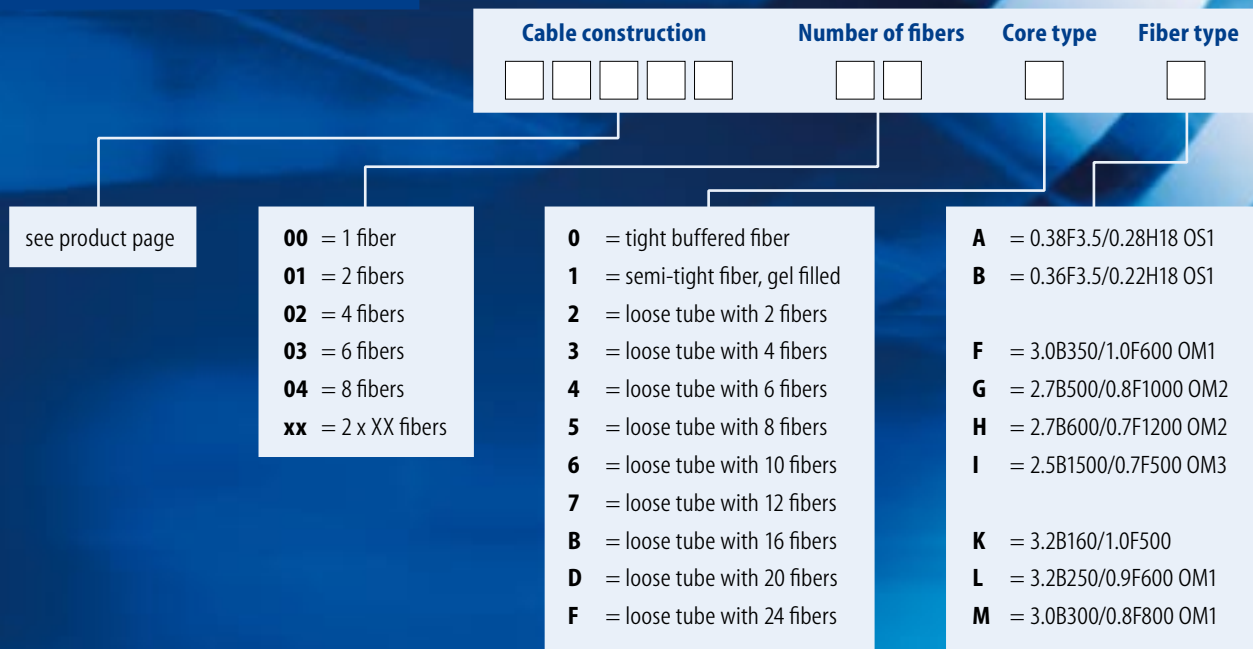 Cable construction
Number of fibers
Core type
Fiber type
see product page
00 = 1 fiber
01 = 2 fibers
02 = 4 fibers
03 = 6 fibers
04 = 8 fibers
xx = 2 x XX fibers
0 = tight buffered fiber
1 = semi-tight fiber, gel filled
2 = loose tube with 2 fibers
3 = loose tube with 4 fibers
4 = loose tube with 6 fibers
5 = loose tube with 8 fibers
6 = loose tube with 10 fibers
7 = loose tube with 12 fibers
B = loose tube with 16 fibers
D = loose tube with 20 fibers
F = loose tube with 24 fibers
A = 0.38F3.5/0.28H18 OS1
B = 0.36F3.5/0.22H18 OS1
F = 3.0B350/1.0F600 OM1
G = 2.7B500/0.8F1000 OM2
H = 2.7B600/0.7F1200 OM2
I = 2.5B1500/0.7F500 OM3
K = 3.2B160/1.0F500
L = 3.2B250/0.9F600 OM1
M = 3.0B300/0.8F800 OM1